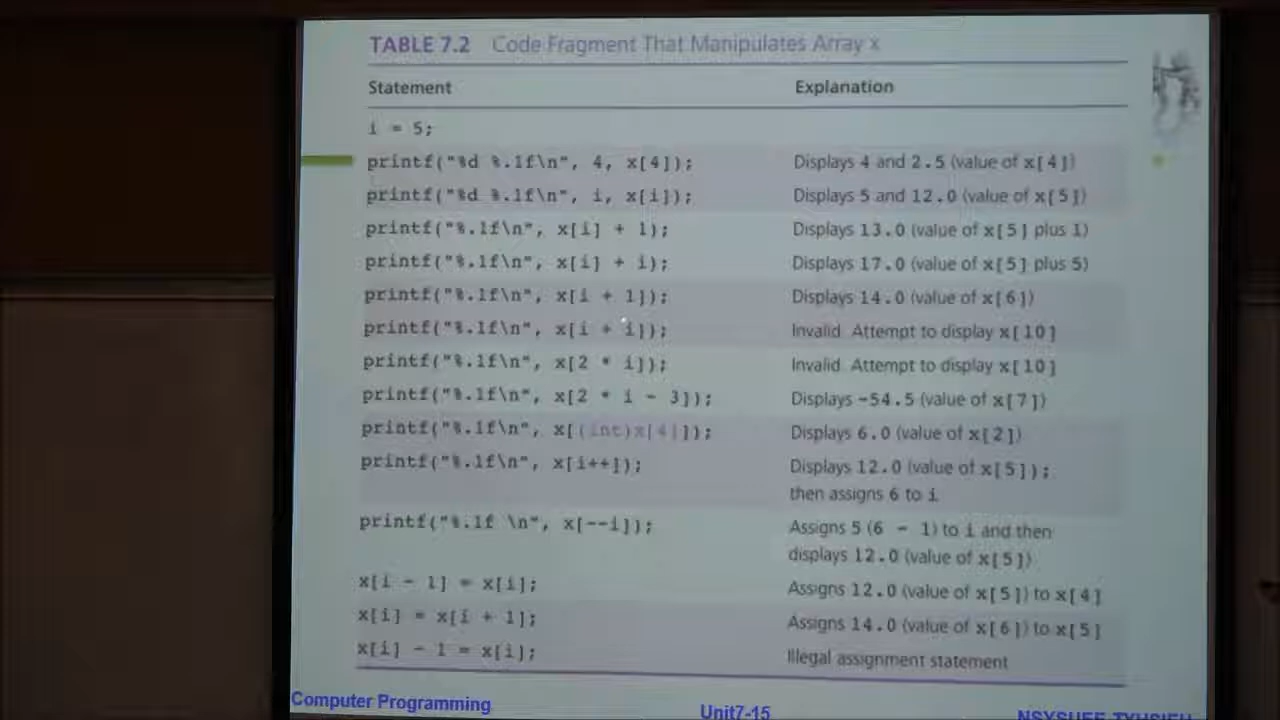 TABLE 7.2 Code Fragment That Manipulates Array x
Statement Explanation
i = 5;
printf("%d %.1f\n", 4, x[4]); Displays 4 and 2.5 (value of x[4])
printf("%d %.1f\n", i, x[i]); Displays 5 and 12.0 (value of x[5])
printf("%.1f\n", x[i] + 1); Displays 13.0 (value of x[5] plus 1)
printf("%.1f\n", x[i] + i); Displays 17.0 (value of x[5] plus 5)
printf("%.1f\n", x[i + 1]); Displays 14.0 (value of x[6])
printf("%.1f\n", x[i + i]); Invalid. Attempt to display x[10]
printf("%.1f\n", x[2 * i]); Invalid. Attempt to display x[10]
printf("%.1f\n", x[2 * i - 3]); Displays -54.5 (value of x[7])
printf("%.1f\n", x[(int)x[4]]); Displays 6.0 (value of x[2])
printf("%.1f\n", x[i++]); Displays 12.0 (value of x[5]);
then assigns 6 to i
printf("%.1f \n", x[--i]); Assigns 5 (6 - 1) to i and then
displays 12.0 (value of x[5])
x[i - 1] = x[i]; Assigns 12.0 (value of x[5]) to x[4]
x[i] = x[i + 1]; Assigns 14.0 (value of x[6]) to x[5]
x[i] - 1 = x[i]; Illegal assignment statement
Computer Programming Unit7-15